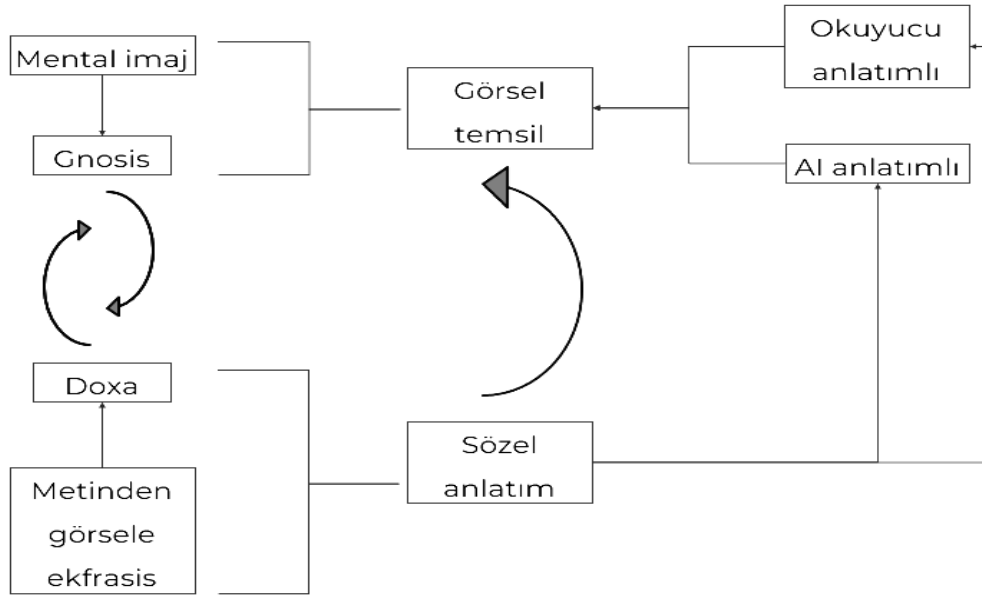 Mental imaj
Gnosis
Doxa
Metinden
görsele
ekfrasis
Görsel
temsil
Sözel
anlatım
Okuyucu
anlatımlı
AI anlatımlı